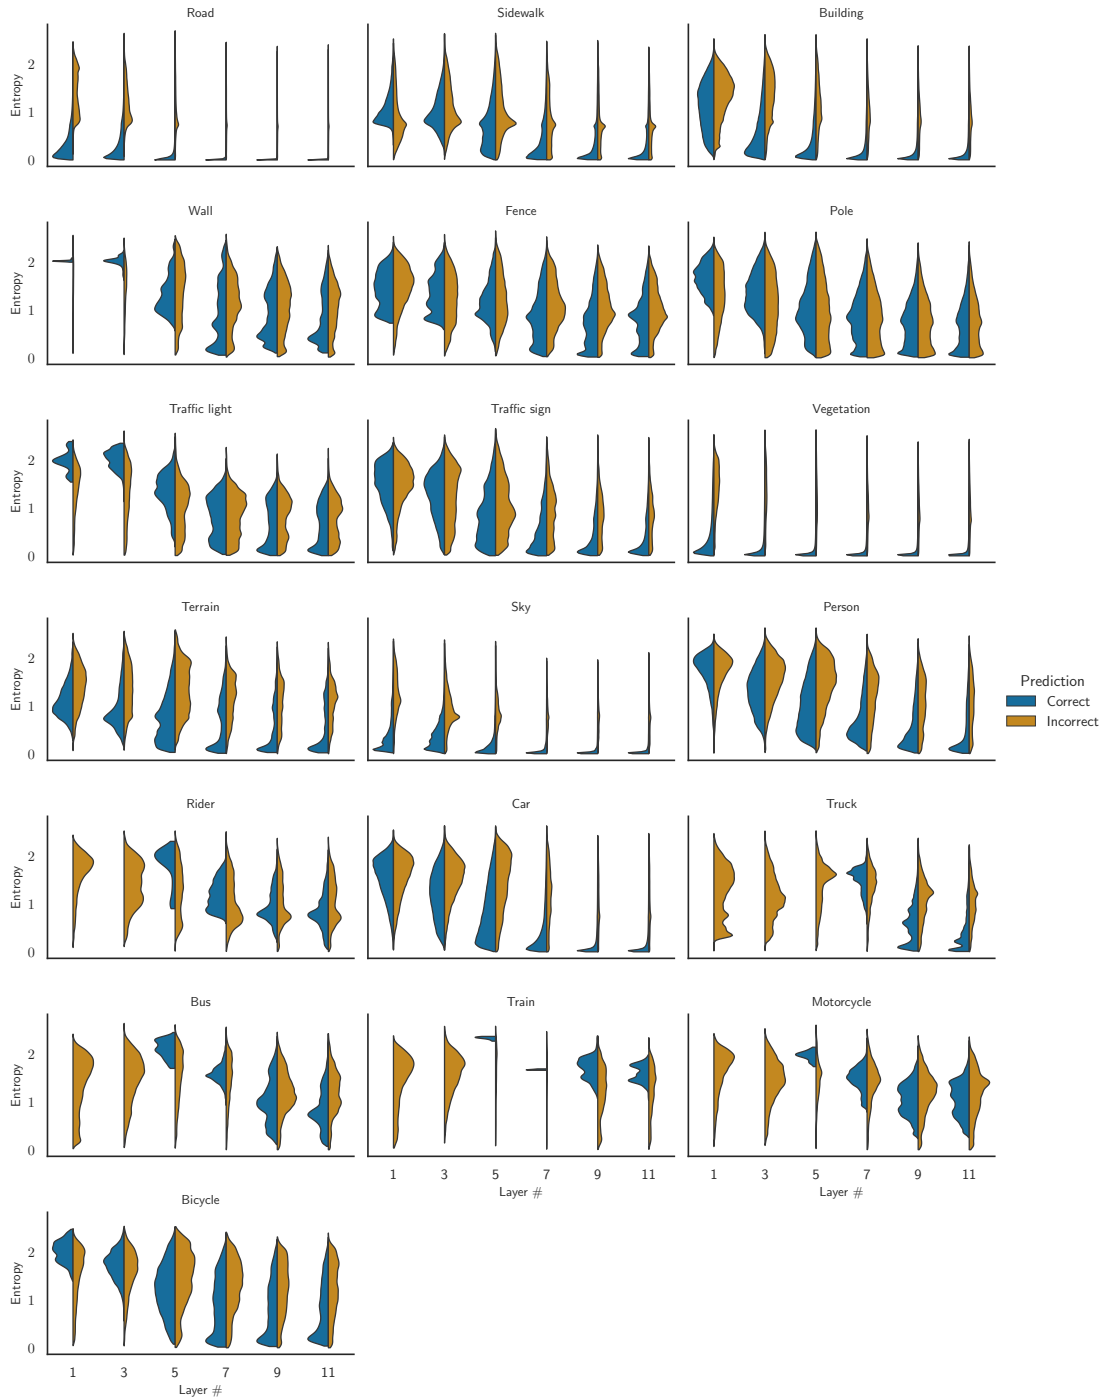 Road Sidewalk Building
Entropy
2
1
0
Wall Fence Pole
Entropy
2
1
0
Traffic light Traffic sign Vegetation
Entropy
2
1
0
Terrain Sky Person
Entropy
2
1
0
Prediction
Correct
Incorrect
Rider Car Truck
Entropy
2
1
0
Bus Train Motorcycle
Entropy
2
1
0
1 3 5 7 9 11 1 3 5 7 9 11
Layer # Layer #
Bicycle
Entropy
2
1
0
1 3 5 7 9 11
Layer #